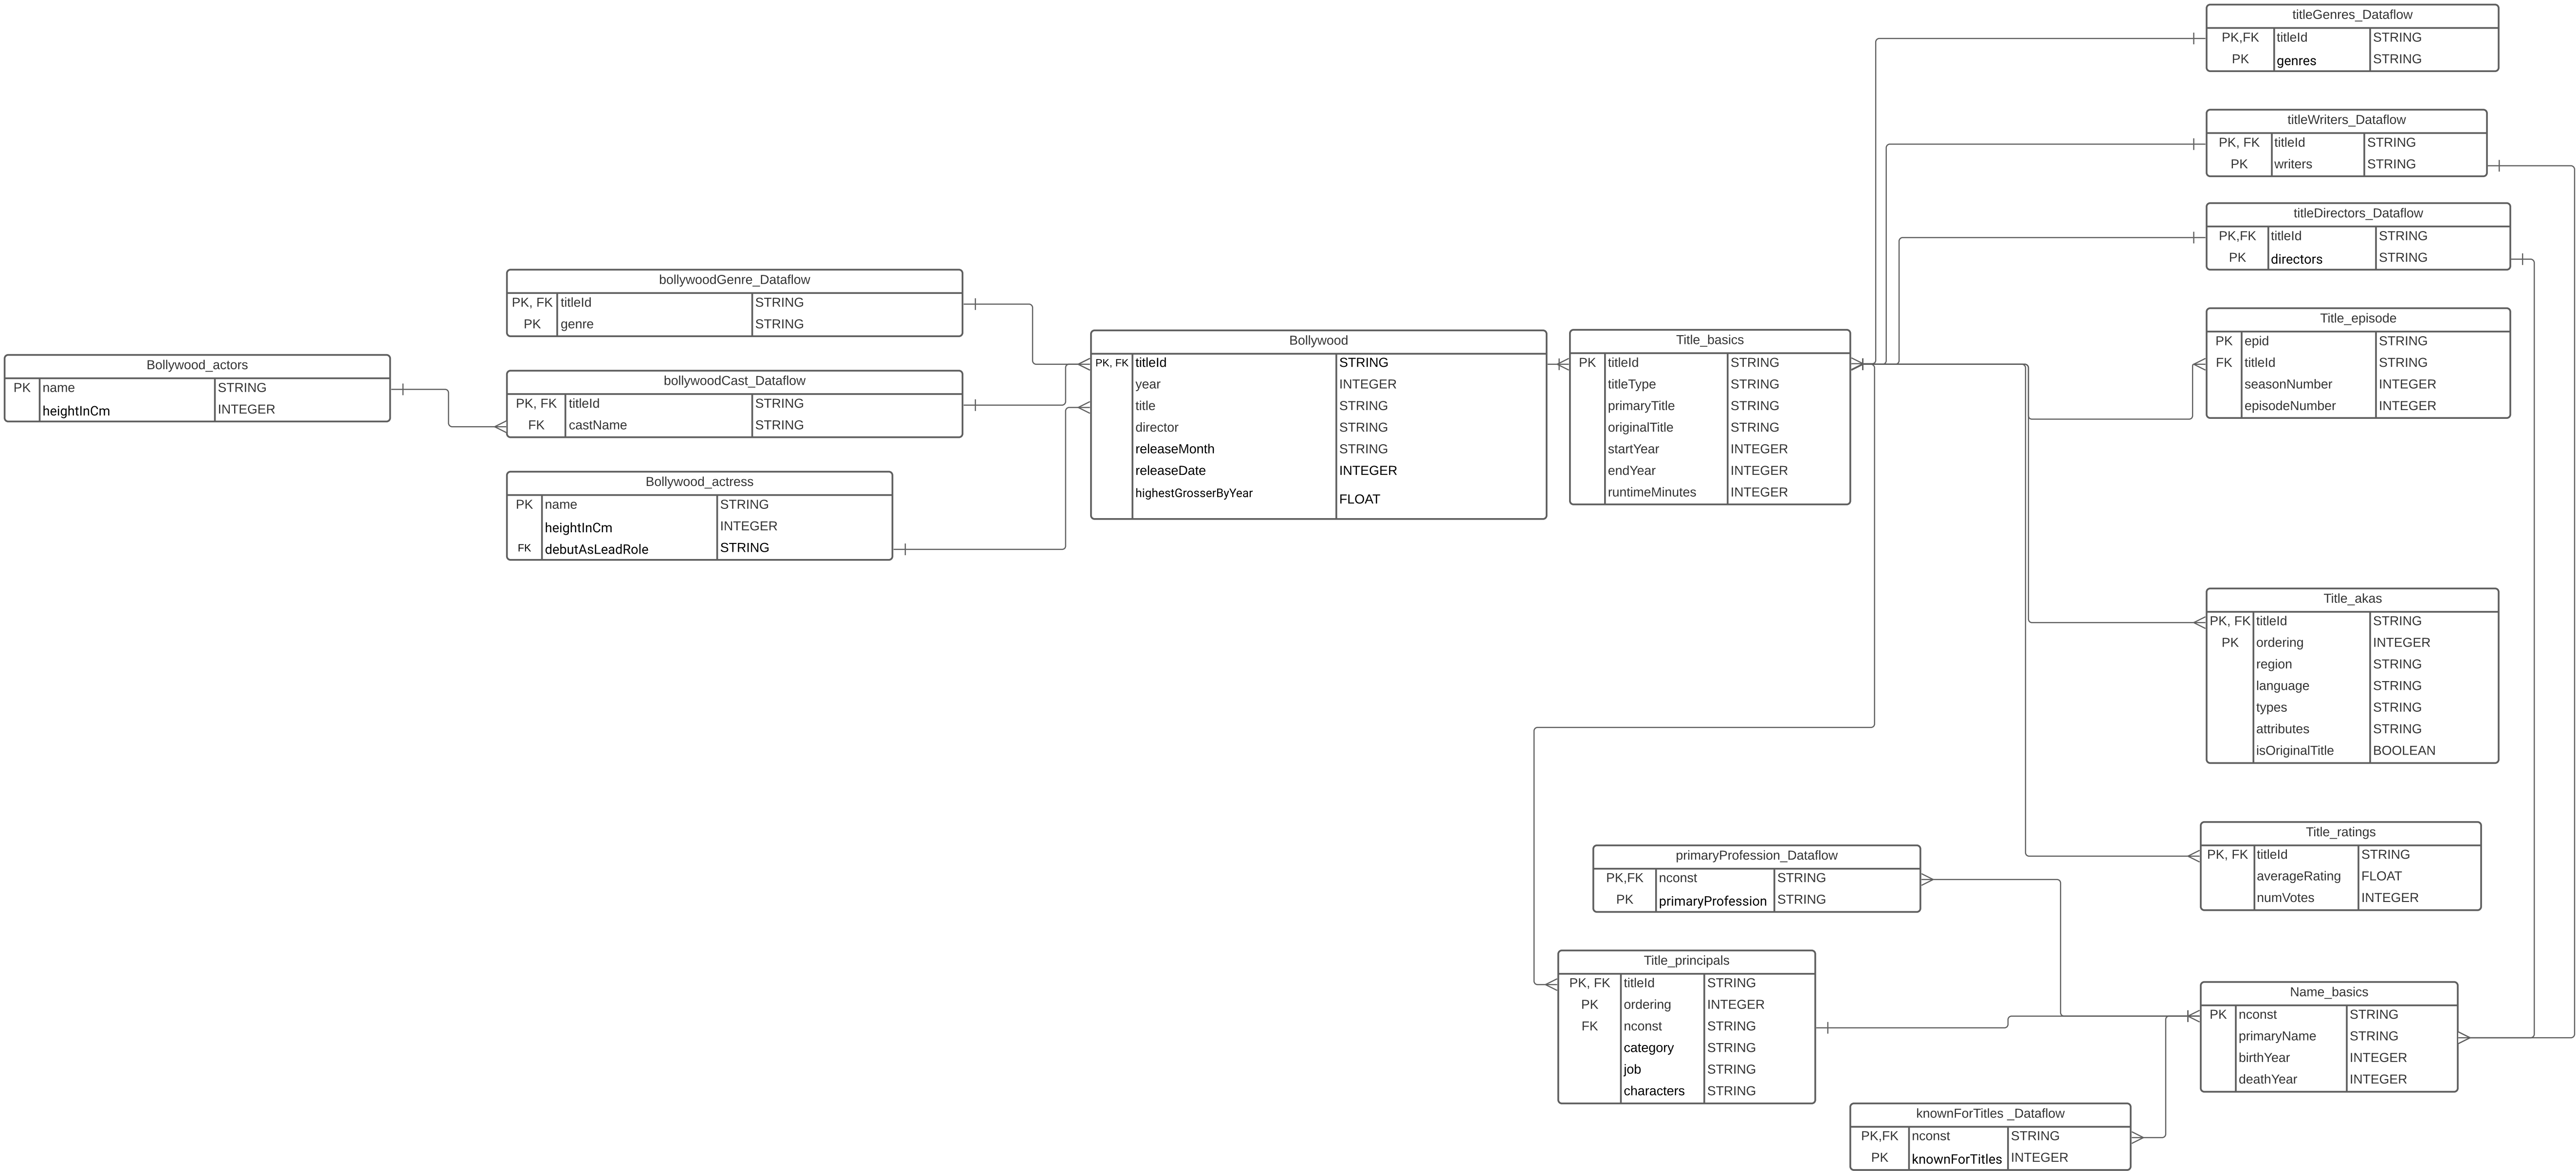 titleGenres_Dataflow
PK,FK titleId STRING
PK genres STRING
titleWriters_Dataflow
PK, FK titleId STRING
PK writers STRING
titleDirectors_Dataflow
PK,FK titleId STRING
PK directors STRING
bollywoodGenre_Dataflow
PK, FK titleId STRING
PK genre STRING
Bollywood_actors
PK name STRING
heightInCm INTEGER
bollywoodCast_Dataflow
PK, FK titleId STRING
FK castName STRING
Bollywood_actress
PK name STRING
heightInCm INTEGER
FK debutAsLeadRole STRING
Bollywood
PK, FK titleId STRING
year INTEGER
title STRING
director STRING
releaseMonth STRING
releaseDate INTEGER
highestGrosserByYear FLOAT
Title_basics
PK titleId STRING
titleType STRING
primaryTitle STRING
originalTitle STRING
startYear INTEGER
endYear INTEGER
runtimeMinutes INTEGER
Title_episode
PK epid STRING
FK titleId STRING
seasonNumber INTEGER
episodeNumber INTEGER
Title_akas
PK, FK titleId STRING
PK ordering INTEGER
region STRING
language STRING
types STRING
attributes STRING
isOriginalTitle BOOLEAN
Title_ratings
PK, FK titleId STRING
averageRating FLOAT
numVotes INTEGER
primaryProfession_Dataflow
PK,FK nconst STRING
PK primaryProfession STRING
Title_principals
PK, FK titleId STRING
PK ordering INTEGER
FK nconst STRING
category STRING
job STRING
characters STRING
Name_basics
PK nconst STRING
primaryName STRING
birthYear INTEGER
deathYear INTEGER
knownForTitles _Dataflow
PK,FK nconst STRING
PK knownForTitles INTEGER